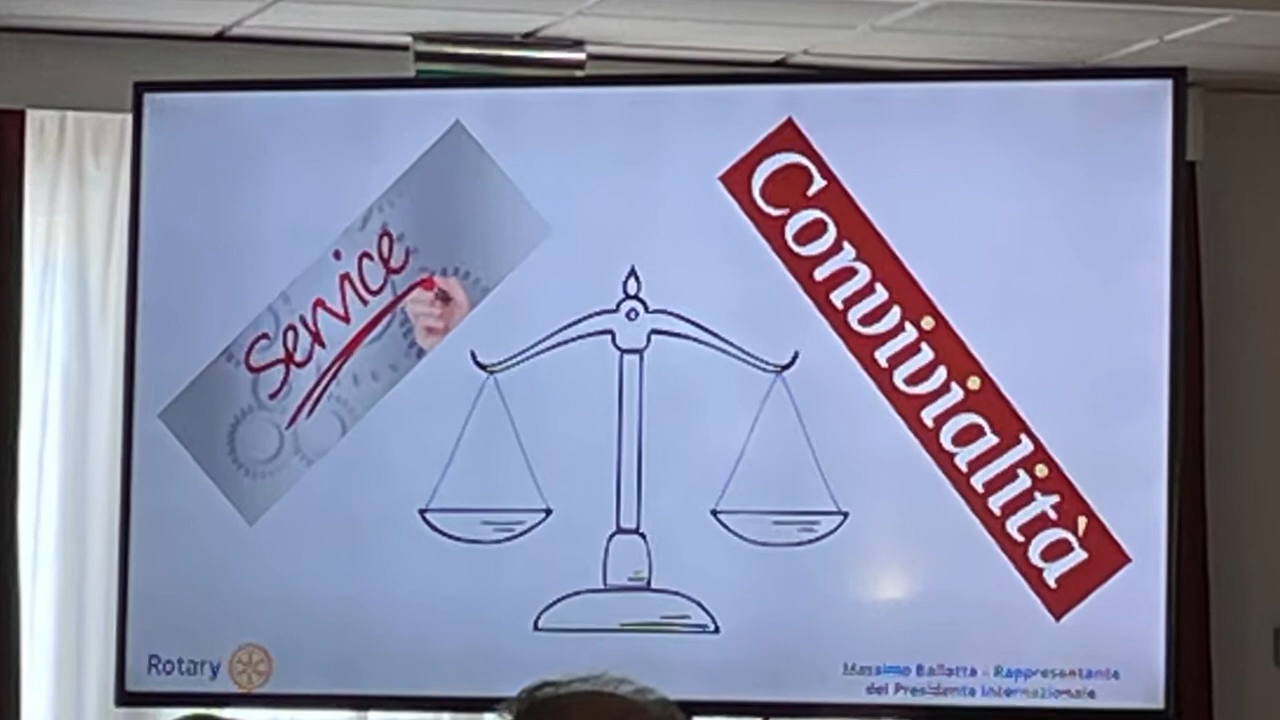 Service
Convivialità
Rotary
Massimo Ballotta - Rappresentante
del Presidente Internazionale